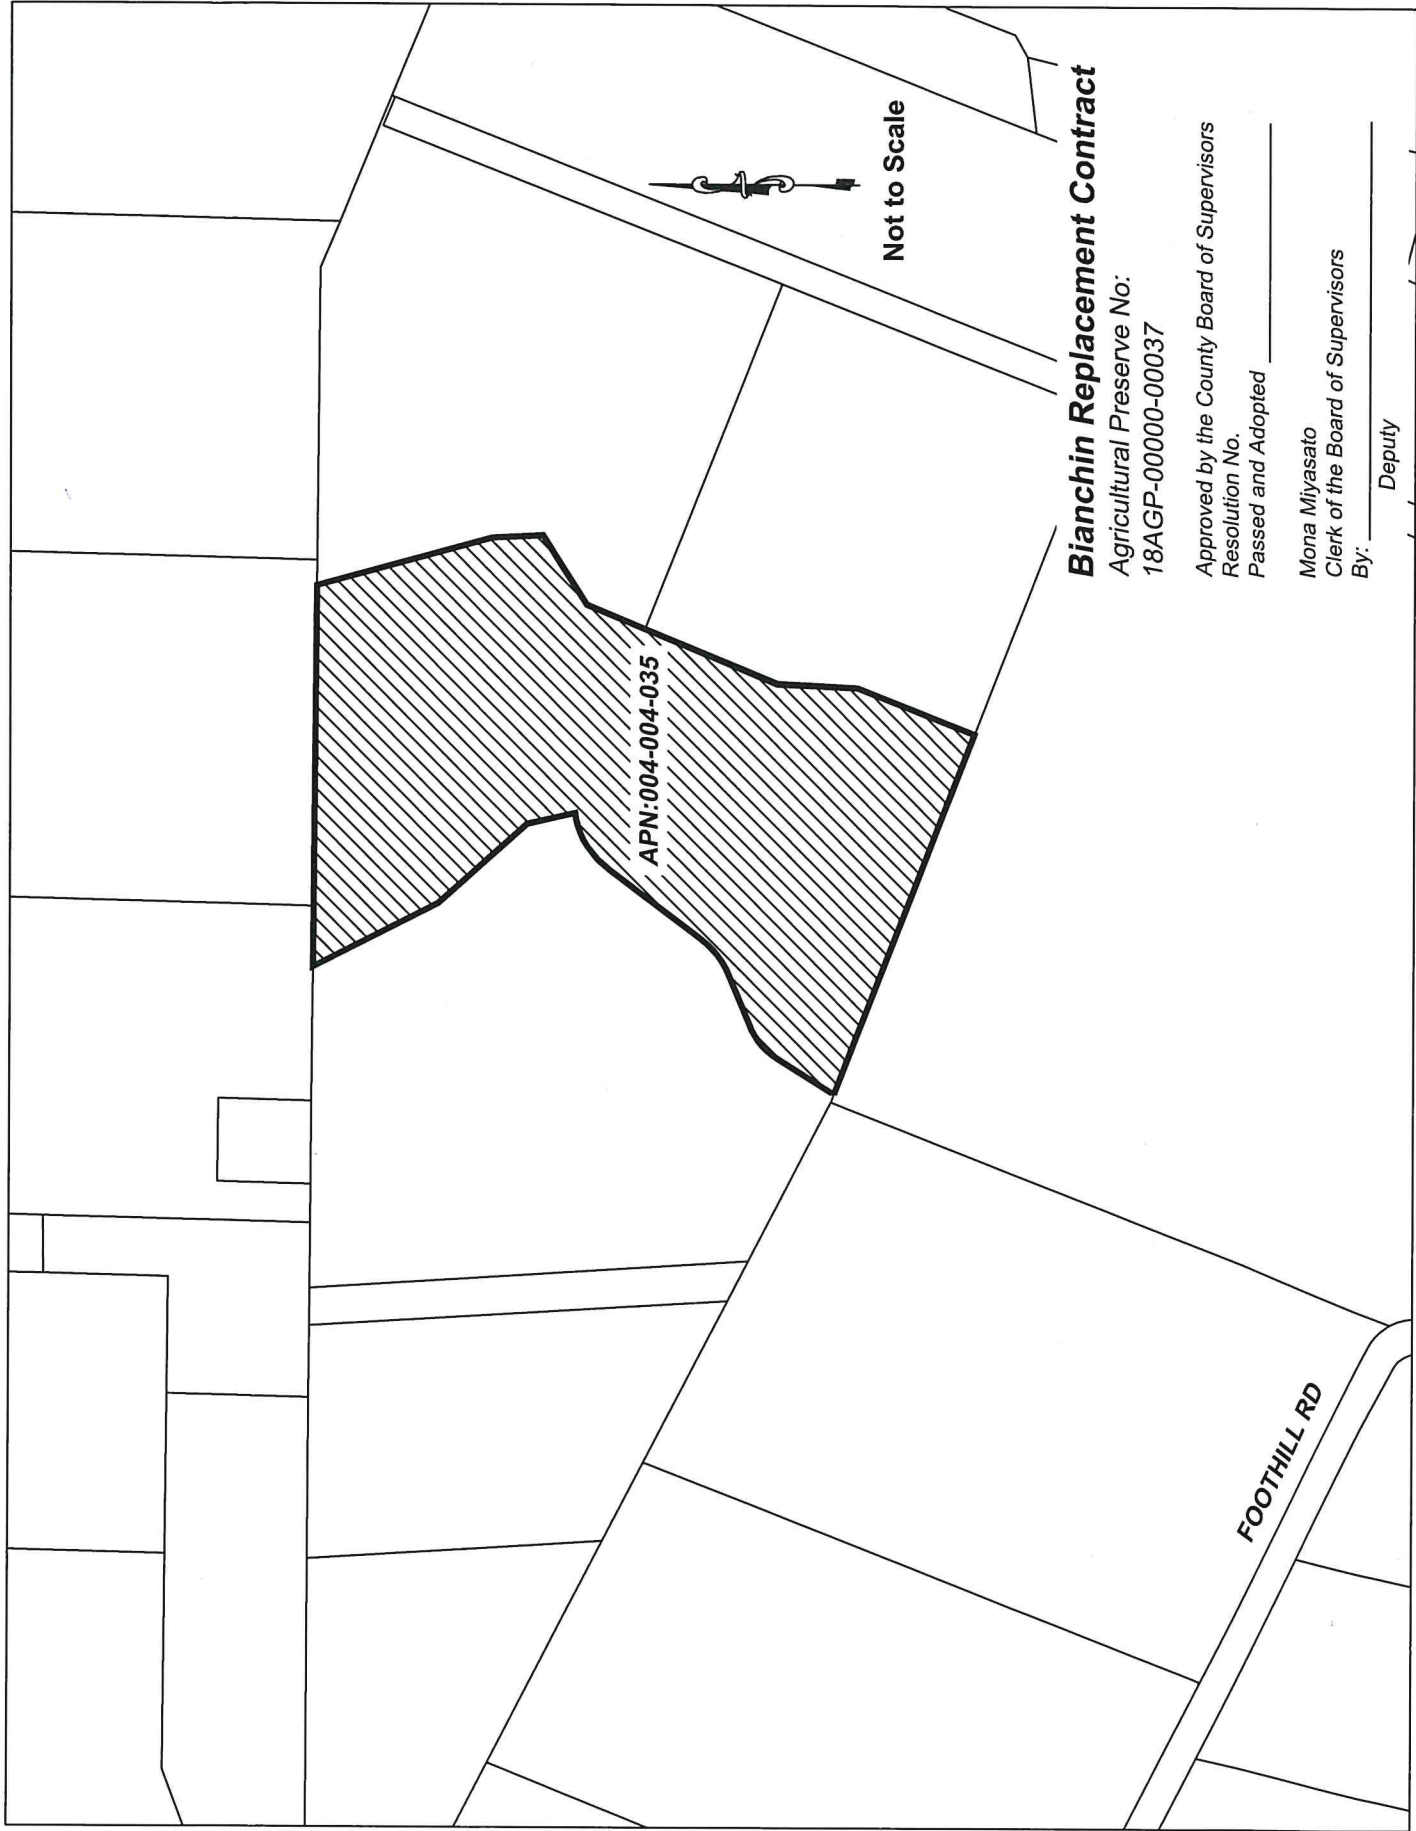 Not to Scale
APN:004-004-035
FOOTHILL RD
Bianchin Replacement Contract
Agricultural Preserve No:
18AGP-00000-00037
Approved by the County Board of Supervisors
Resolution No.
Passed and Adopted
Mona Miyasato
Clerk of the Board of Supervisors
By:
Deputy